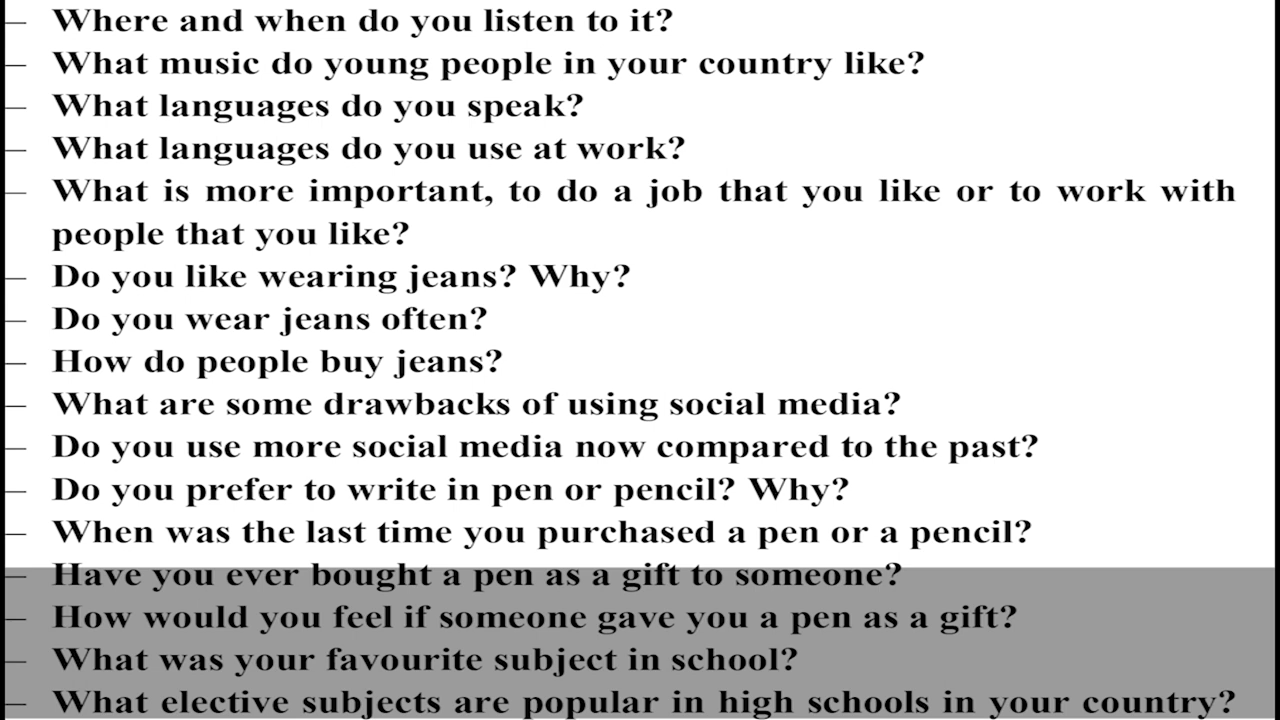 – Where and when do you listen to it?
– What music do young people in your country like?
– What languages do you speak?
– What languages do you use at work?
– What is more important, to do a job that you like or to work with
people that you like?
– Do you like wearing jeans? Why?
– Do you wear jeans often?
– How do people buy jeans?
– What are some drawbacks of using social media?
– Do you use more social media now compared to the past?
– Do you prefer to write in pen or pencil? Why?
– When was the last time you purchased a pen or a pencil?
– Have you ever bought a pen as a gift to someone?
– How would you feel if someone gave you a pen as a gift?
– What was your favourite subject in school?
– What elective subjects are popular in high schools in your country?